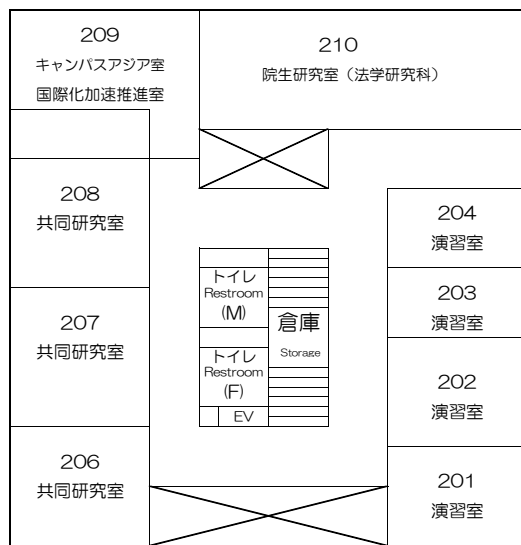 209
キャンパスアジア室
国際化加速推進室
210
院生研究室（法学研究科）
208
共同研究室
204
演習室
トイレ
Restroom
(M)
倉庫
Storage
203
演習室
207
共同研究室
トイレ
Restroom
(F)
EV
202
演習室
206
共同研究室
201
演習室